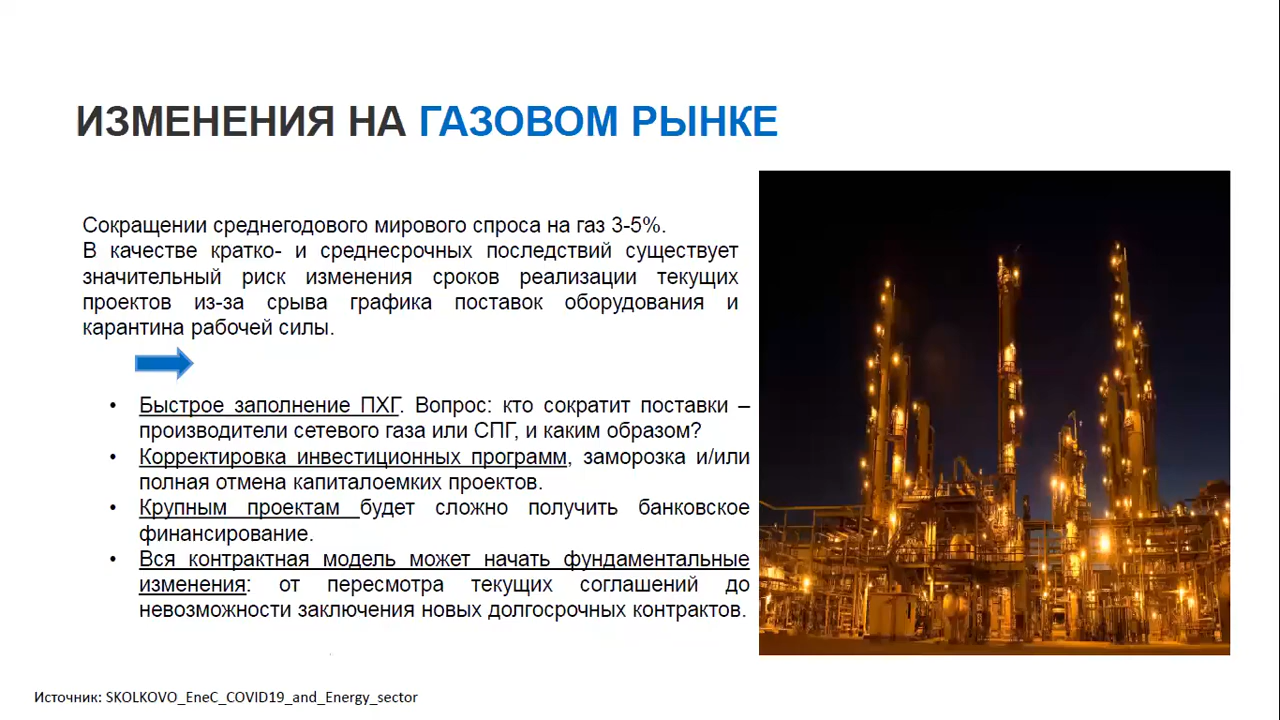 ИЗМЕНЕНИЯ НА ГАЗОВОМ РЫНКЕ
Сокращении среднегодового мирового спроса на газ 3-5%.
В качестве кратко- и среднесрочных последствий существует
значительный риск изменения сроков реализации текущих
проектов из-за срыва графика поставок оборудования и
карантина рабочей силы.
• Быстрое заполнение ПХГ. Вопрос: кто сократит поставки –
производители сетевого газа или СПГ, и каким образом?
• Корректировка инвестиционных программ, заморозка и/или
полная отмена капиталоемких проектов.
• Крупным проектам будет сложно получить банковское
финансирование.
• Вся контрактная модель может начать фундаментальные
изменения: от пересмотра текущих соглашений до
невозможности заключения новых долгосрочных контрактов.
Источник: SKOLKOVO_EneC_COVID19_and_Energy_sector